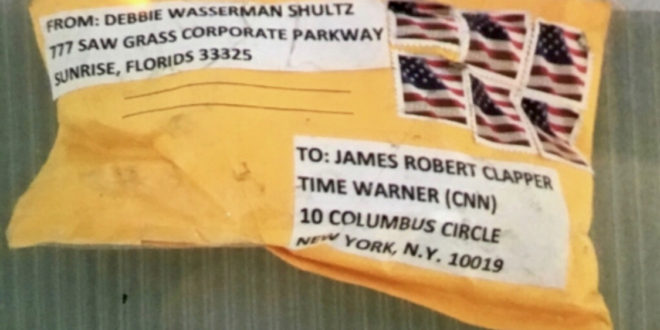 FROM: DEBBIE WASSERMAN SHULTZ
777 SAW GRASS CORPORATE PARKWAY
SUNRISE, FLORIDS 33325
TO: JAMES ROBERT CLAPPER
TIME WARNER (CNN)
10 COLUMBUS CIRCLE
NEW YORK, N.Y. 10019